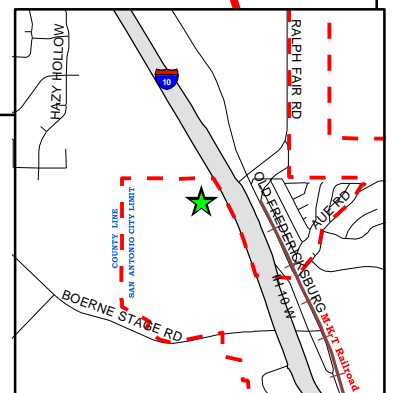 HAZY HOLLOW
RALPH FAIR RD
10
OLD FREDERICKSBURG
AUE RD
COUNTY LINE
SAN ANTONIO CITY LIMIT
IH 10 W
BOERNE STAGE RD
M-K-T Railroad